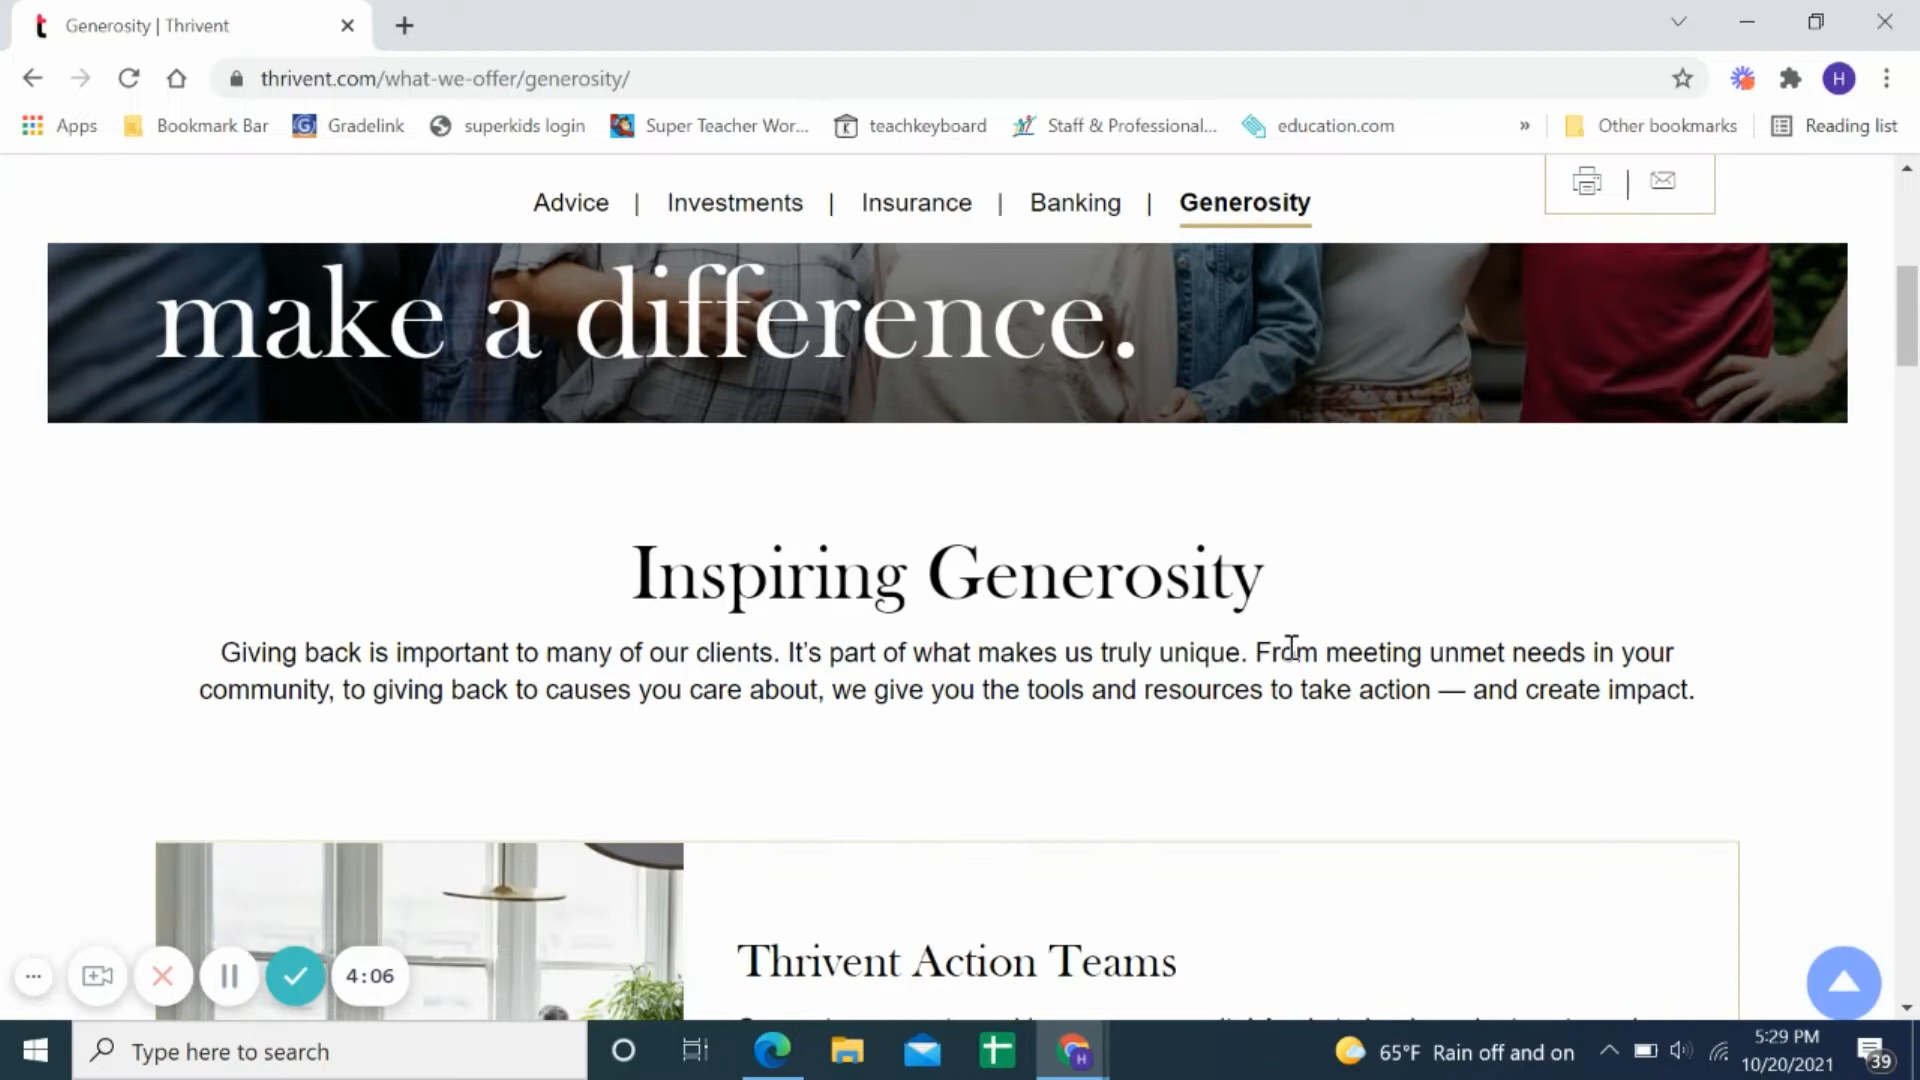 Generosity | Thrivent
thrivent.com/what-we-offer/generosity/
H
Apps Bookmark Bar Gradelink superkids login Super Teacher Wor... teachkeyboard Staff & Professional... education.com » Other bookmarks Reading list
Advice | Investments | Insurance | Banking | Generosity
make a difference.
Inspiring Generosity
Giving back is important to many of our clients. It’s part of what makes us truly unique. From meeting unmet needs in your
community, to giving back to causes you care about, we give you the tools and resources to take action — and create impact.
Thrivent Action Teams
4:06
Type here to search
65°F Rain off and on
5:29 PM
10/20/2021
39